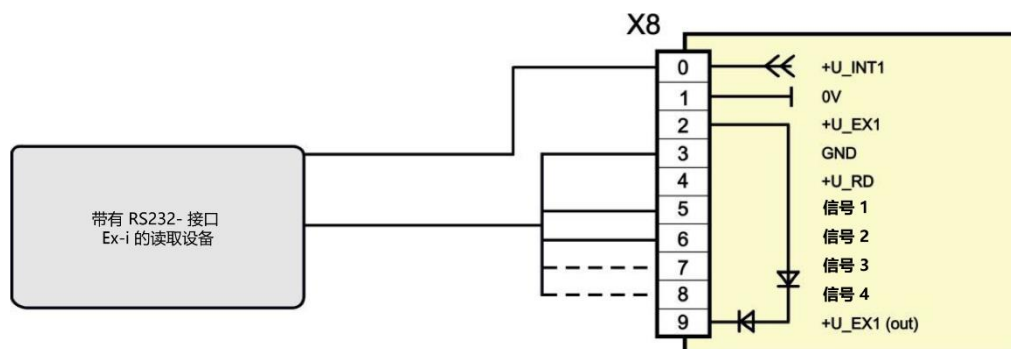 X8
0 +U_INT1
1 0V
2 +U_EX1
3 GND
4 +U_RD
带有 RS232- 接口
Ex-i 的读取设备
5 信号 1
6 信号 2
7 信号 3
8 信号 4
9 +U_EX1 (out)